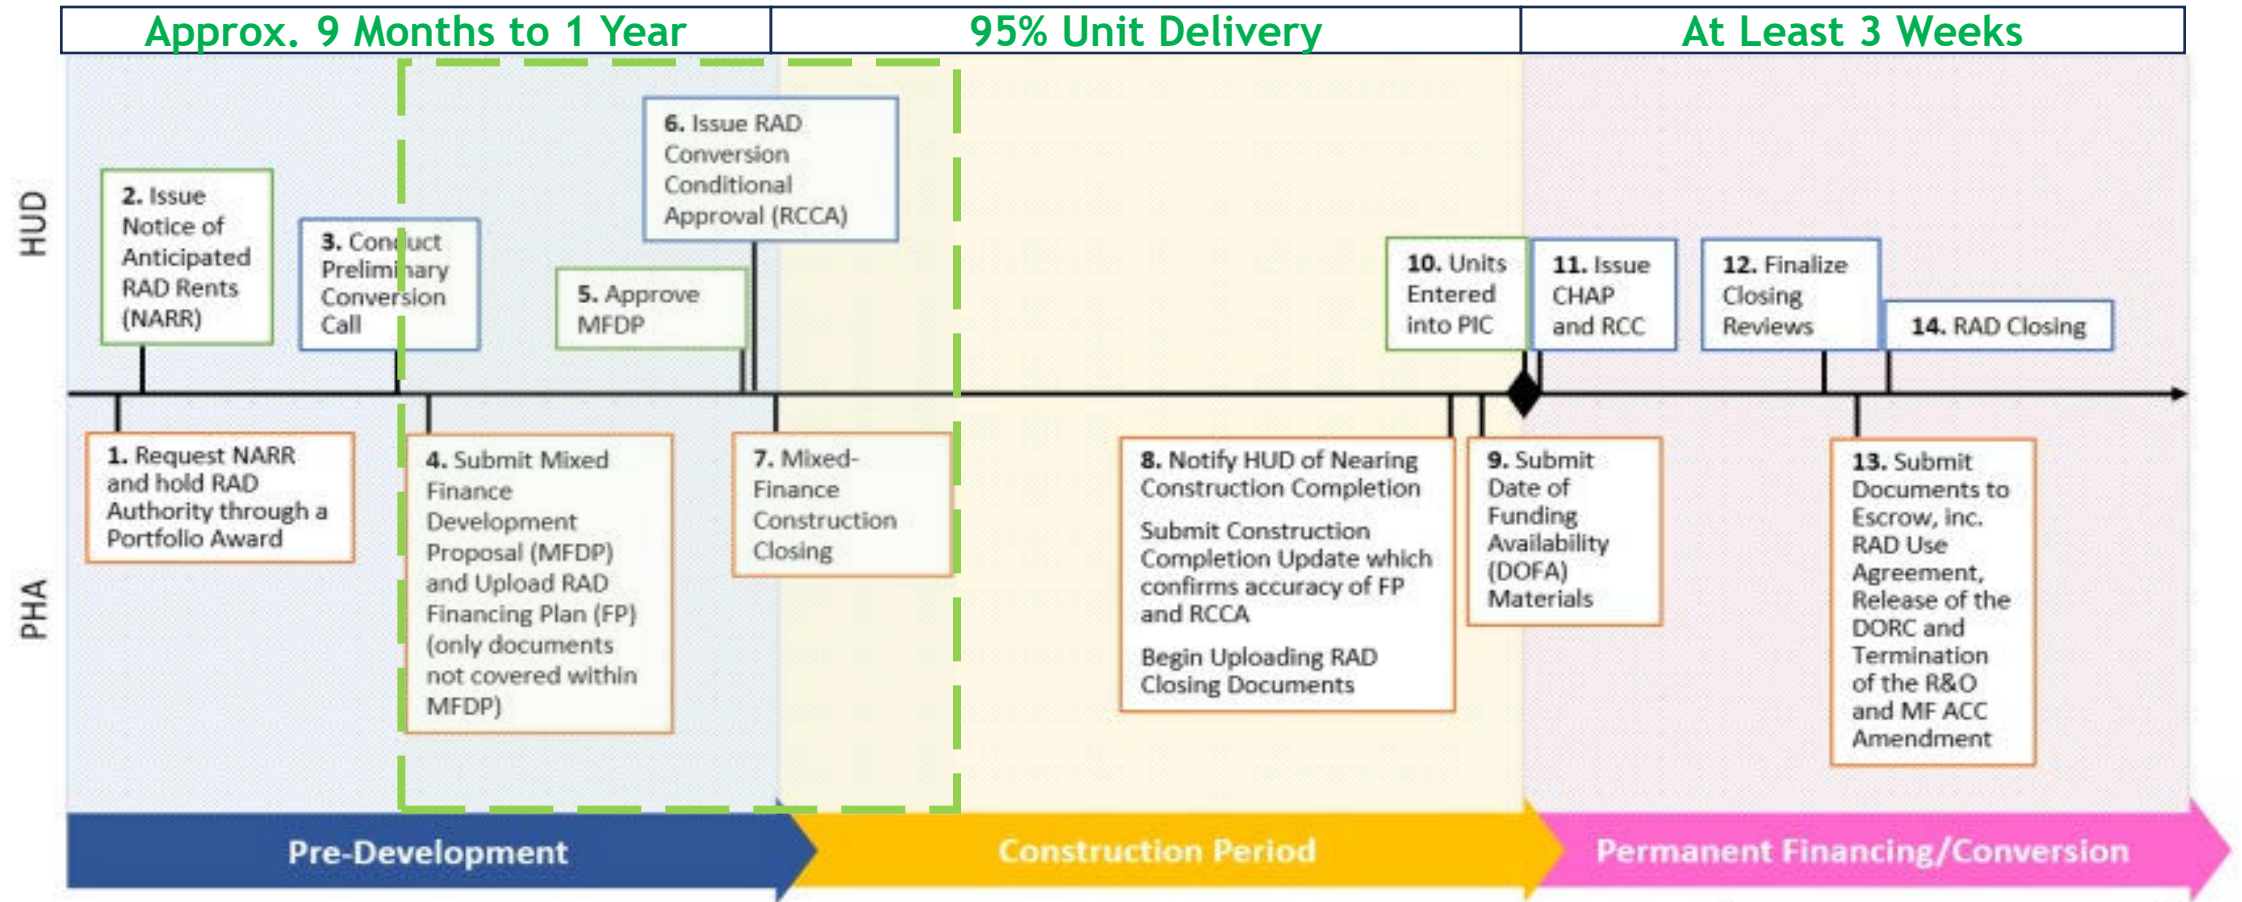 Approx. 9 Months to 1 Year
95% Unit Delivery
At Least 3 Weeks
HUD
2. Issue
Notice of
Anticipated
RAD Rents
(NARR)
3. Conduct
Preliminary
Conversion
Call
5. Approve
MFDP
6. Issue RAD
Conversion
Conditional
Approval (RCCA)
10. Units
Entered
into PIC
11. Issue
CHAP
and RCC
12. Finalize
Closing
Reviews
14. RAD Closing
PHA
1. Request NARR
and hold RAD
Authority through a
Portfolio Award
4. Submit Mixed
Finance
Development
Proposal (MFDP)
and Upload RAD
Financing Plan (FP)
(only documents
not covered within
MFDP)
7. Mixed-
Finance
Construction
Closing
8. Notify HUD of Nearing
Construction Completion
Submit Construction
Completion Update which
confirms accuracy of FP
and RCCA
Begin Uploading RAD
Closing Documents
9. Submit
Date of
Funding
Availability
(DOFA)
Materials
13. Submit
Documents to
Escrow, inc.
RAD Use
Agreement,
Release of the
DORC and
Termination
of the R&O
and MF ACC
Amendment
Pre-Development
Construction Period
Permanent Financing/Conversion